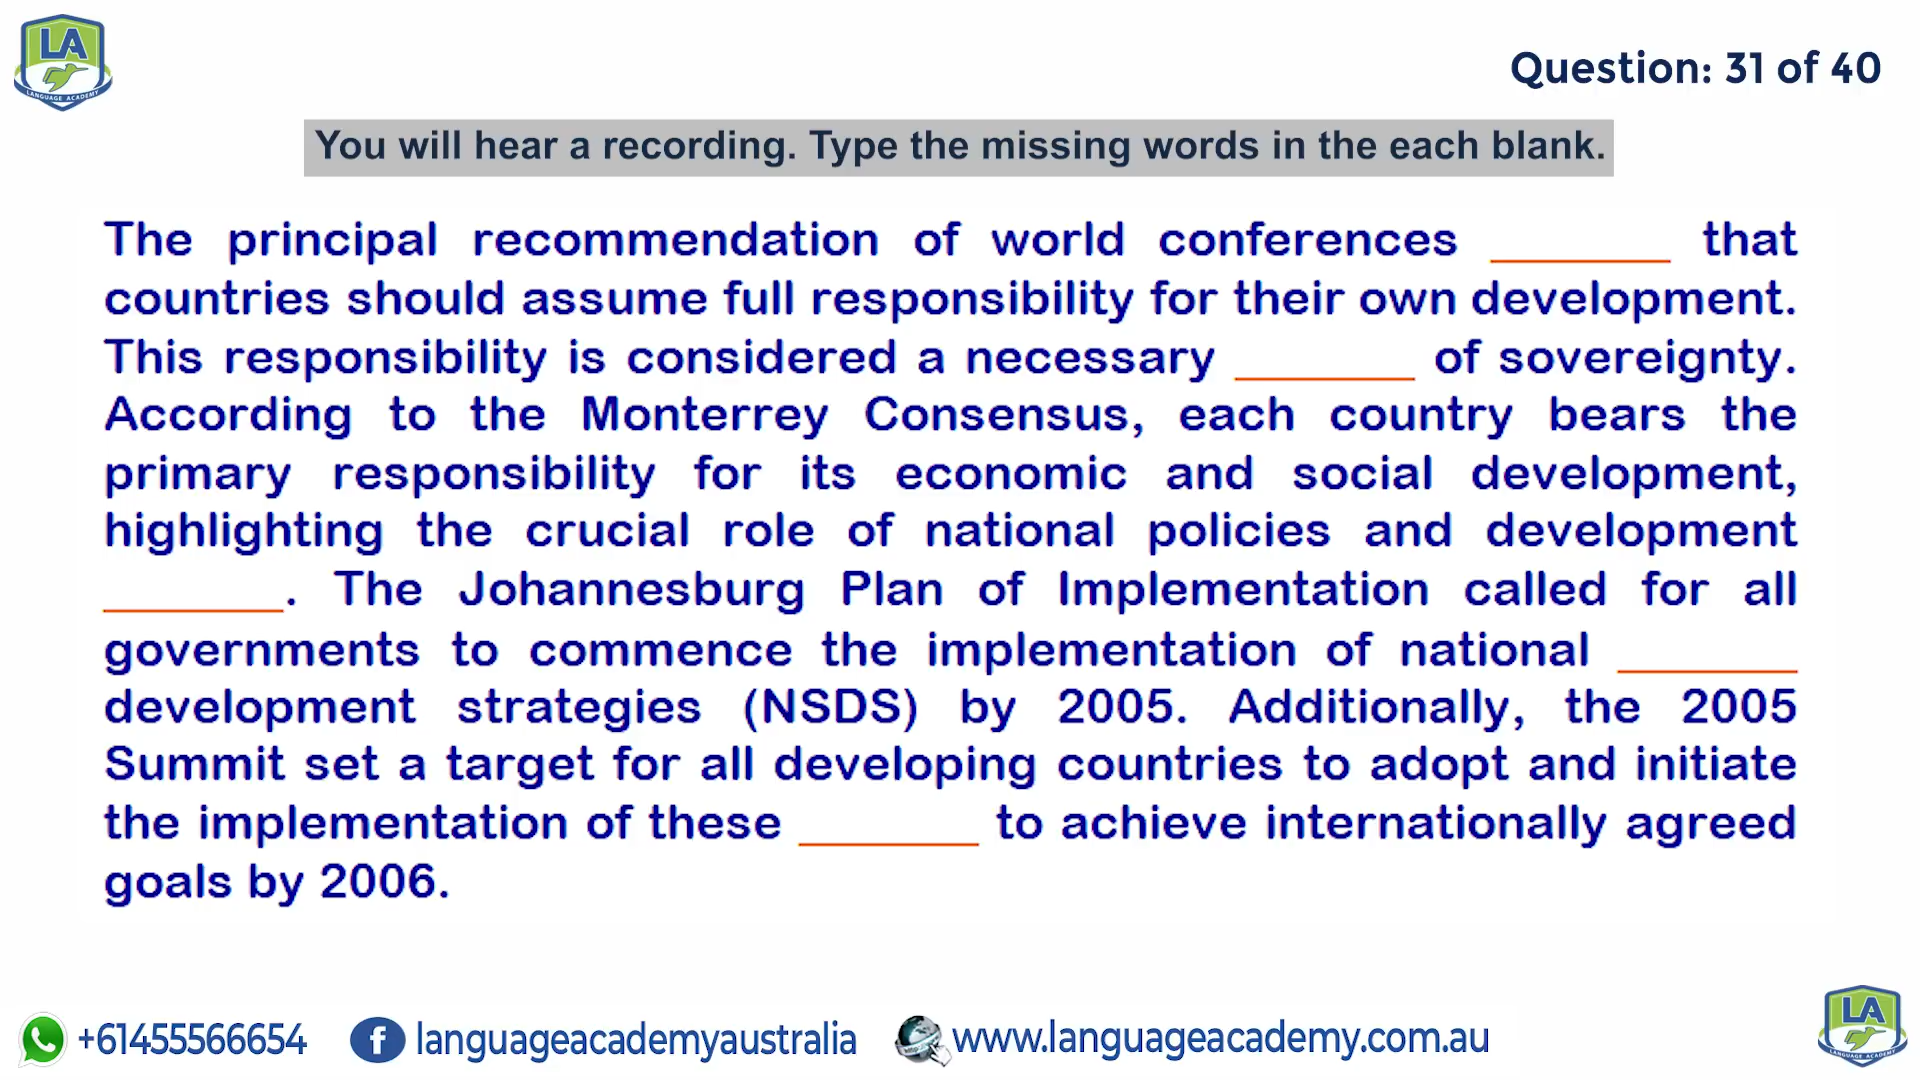 LA
LANGUAGE ACADEMY
Question: 31 of 40
You will hear a recording. Type the missing words in the each blank.
The principal recommendation of world conferences _______ that
countries should assume full responsibility for their own development.
This responsibility is considered a necessary _______ of sovereignty.
According to the Monterrey Consensus, each country bears the
primary responsibility for its economic and social development,
highlighting the crucial role of national policies and development
_______. The Johannesburg Plan of Implementation called for all
governments to commence the implementation of national _______
development strategies (NSDS) by 2005. Additionally, the 2005
Summit set a target for all developing countries to adopt and initiate
the implementation of these _______ to achieve internationally agreed
goals by 2006.
+61455566654 languageacademyaustralia www.languageacademy.com.au
LA
LANGUAGE ACADEMY